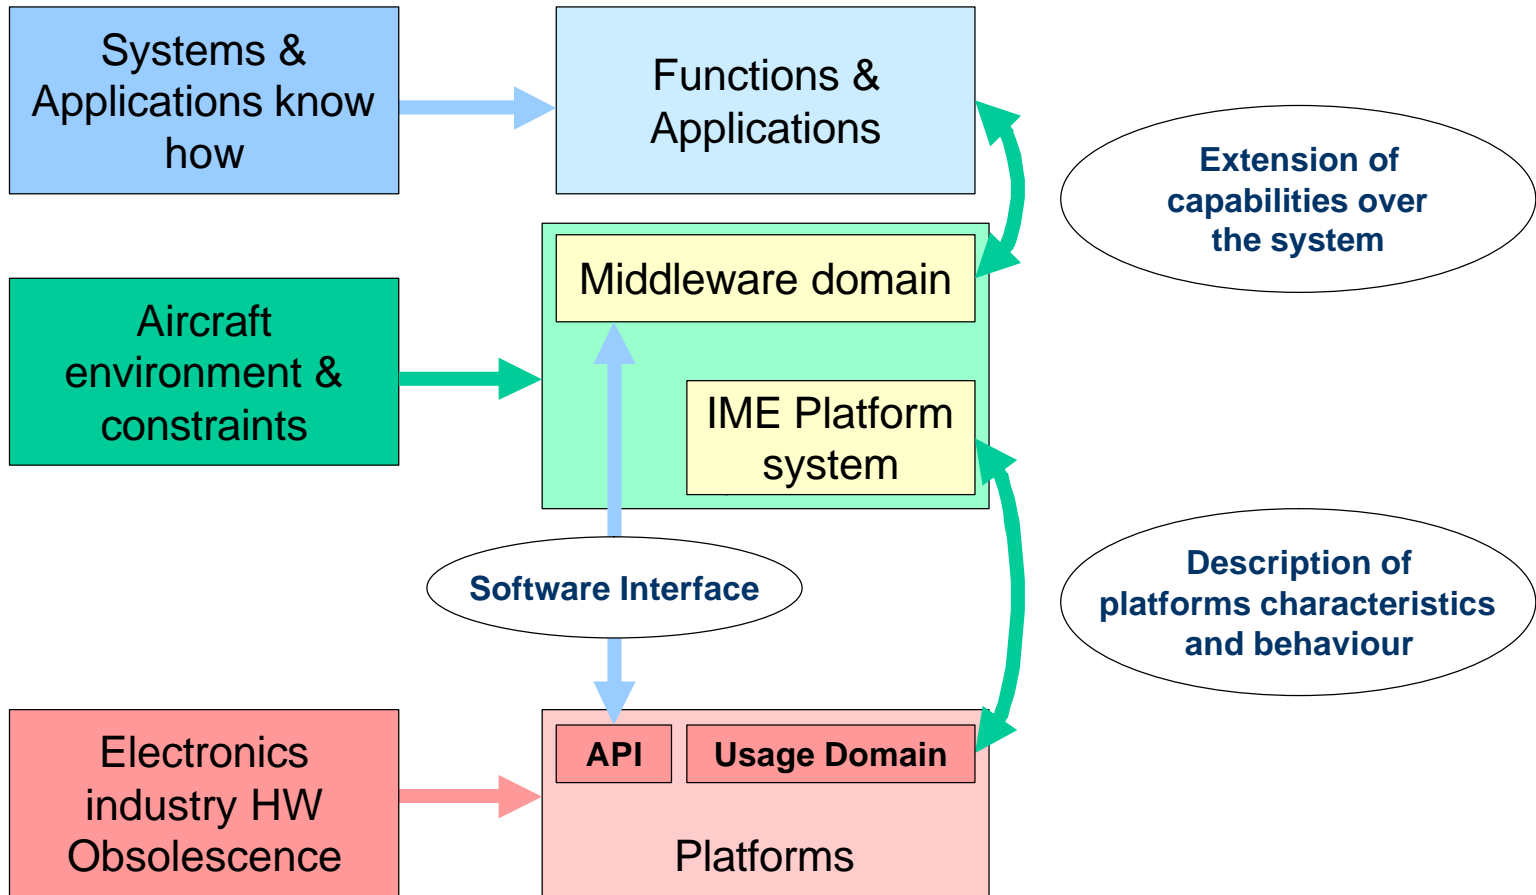 Systems &
Applications know
how
Functions &
Applications
Extension of
capabilities over
the system
Middleware domain
Aircraft
environment &
constraints
IME Platform
system
Software Interface
Description of
platforms characteristics
and behaviour
Electronics
industry HW
Obsolescence
API
Usage Domain
Platforms